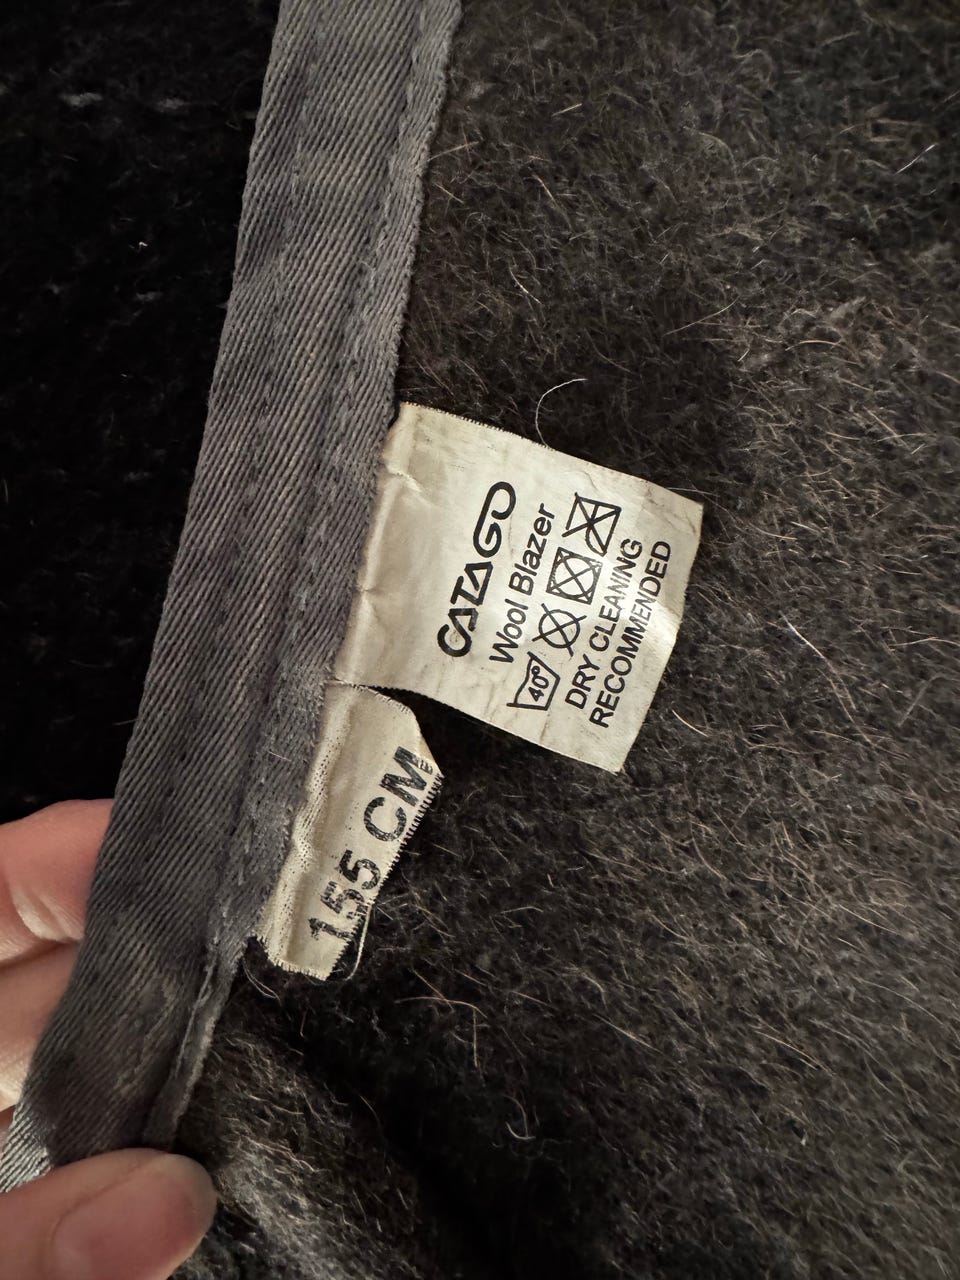 CATAGO
Wool Blazer
40°
DRY CLEANING
RECOMMENDED
155 CM